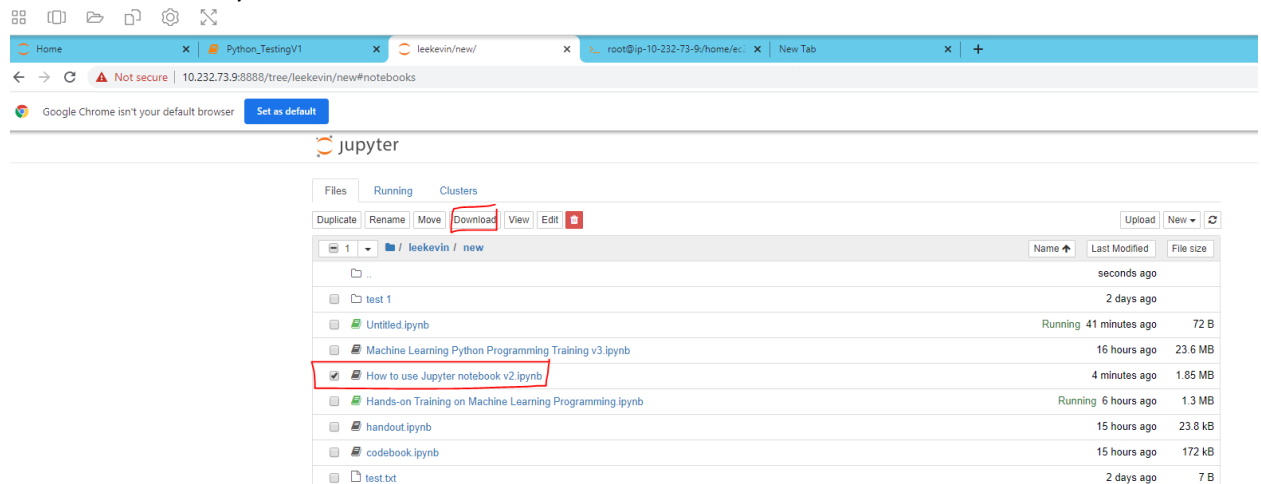 Home
Python_TestingV1
leekevin/new/
root@ip-10-232-73-9:/home/ec2
New Tab
Not secure | 10.232.73.9:8888/tree/leekevin/new#notebooks
Google Chrome isn't your default browser Set as default
jupyter
Files Running Clusters
Duplicate Rename Move Download View Edit Upload New
1 / leekevin / new Name Last Modified File size
.. seconds ago
test 1 2 days ago
Untitled.ipynb Running 41 minutes ago 72 B
Machine Learning Python Programming Training v3.ipynb 16 hours ago 23.6 MB
How to use Jupyter notebook v2.ipynb 4 minutes ago 1.85 MB
Hands-on Training on Machine Learning Programming.ipynb Running 6 hours ago 1.3 MB
handout.ipynb 15 hours ago 23.8 kB
codebook.ipynb 15 hours ago 172 kB
test.txt 2 days ago 7 B